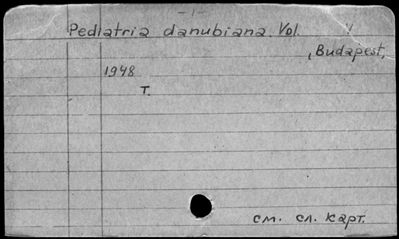 - 1 -
Pediatria danubiana. Vol.
, Budapest,
1948
T.
см. сл. карт.